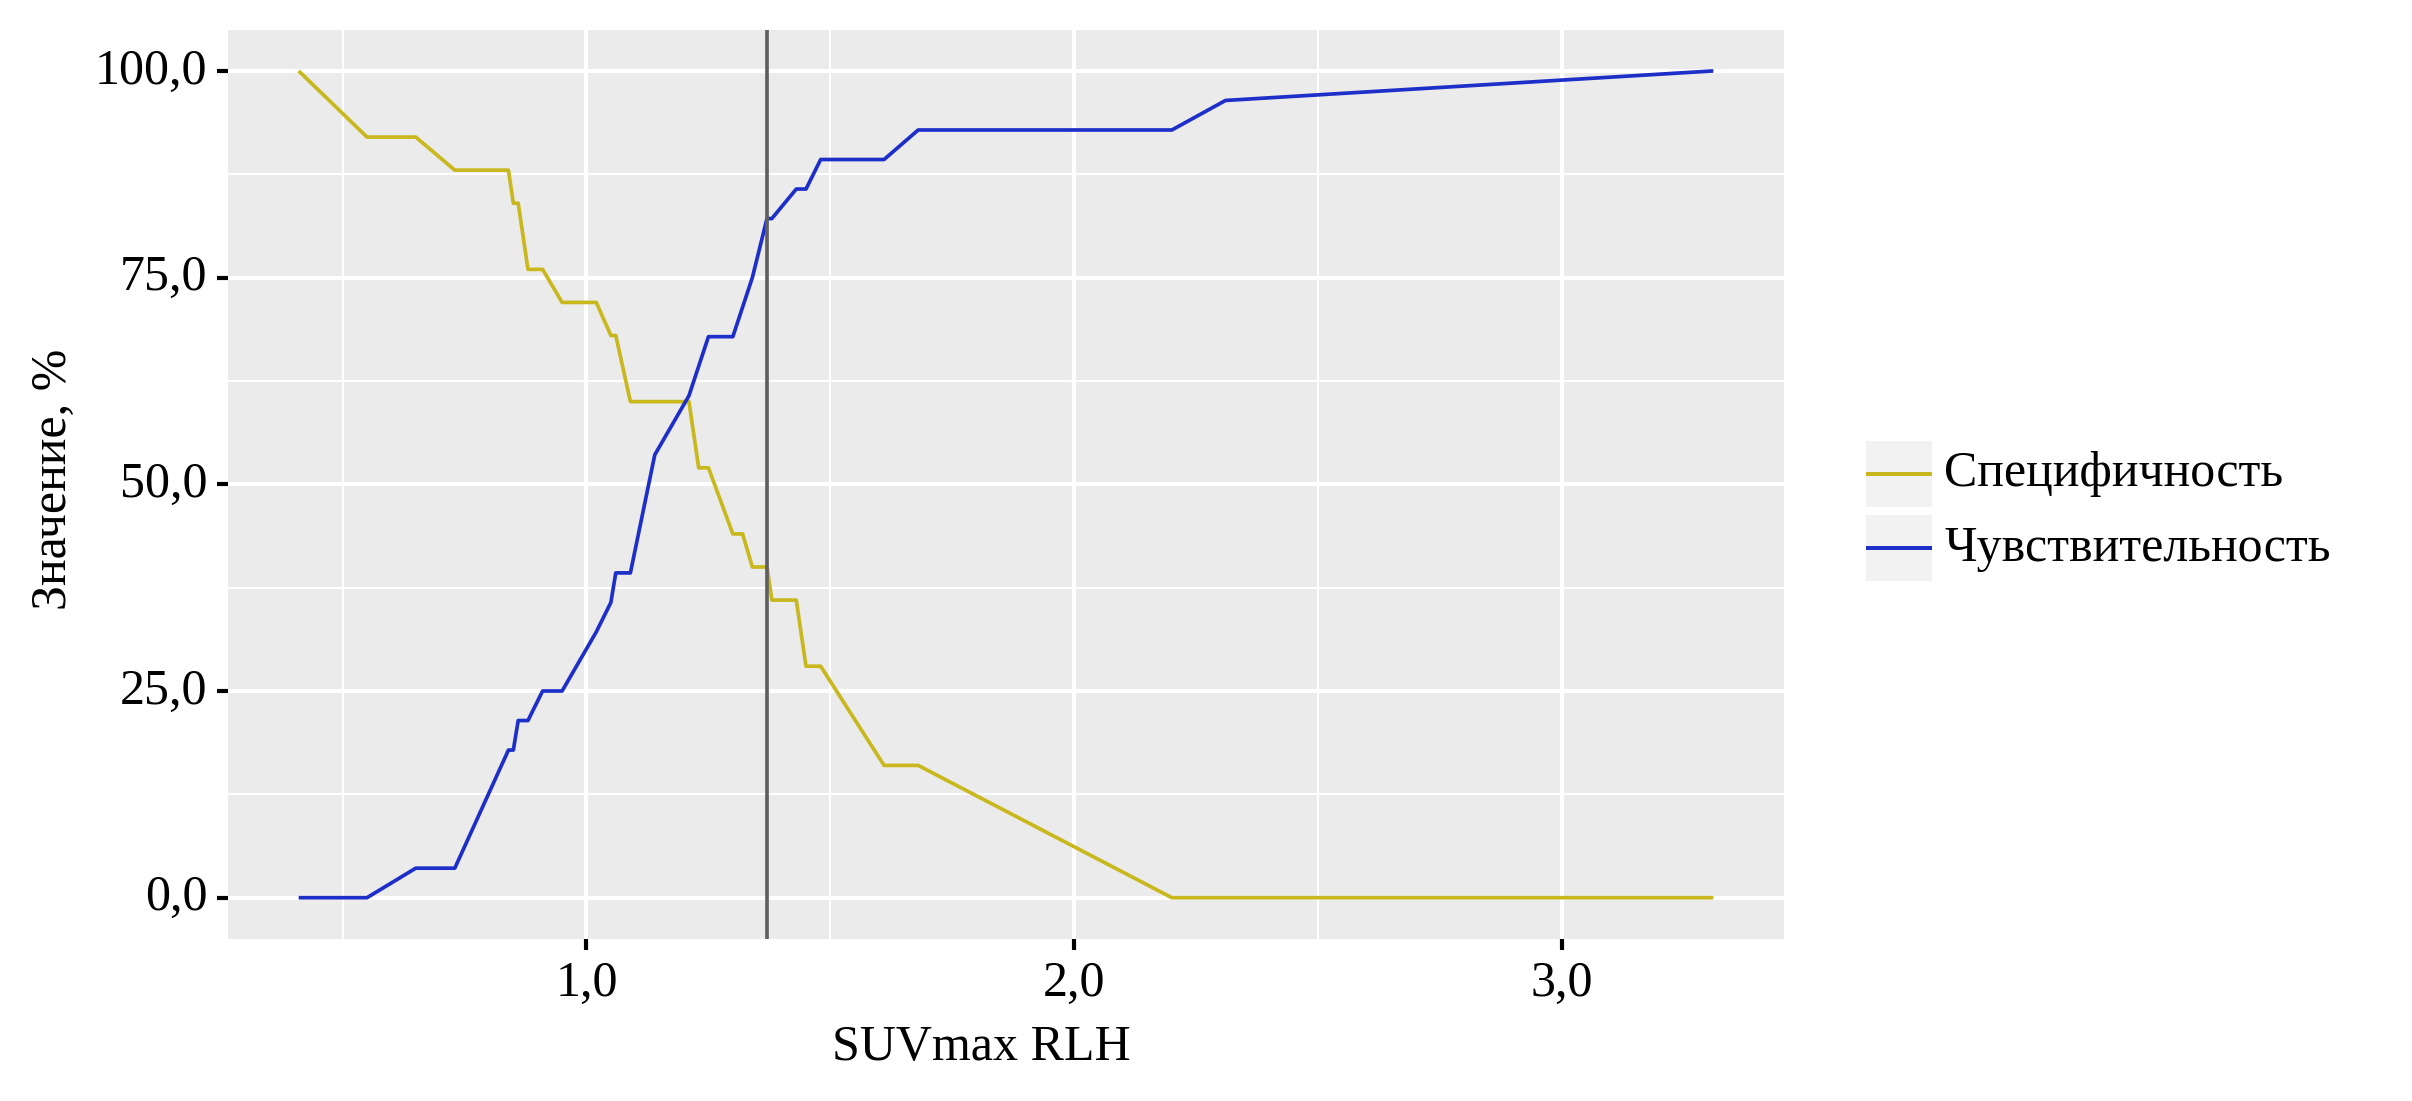 Значение, %
100,0
75,0
50,0
25,0
0,0
1,0
2,0
3,0
SUVmax RLH
Специфичность
Чувствительность